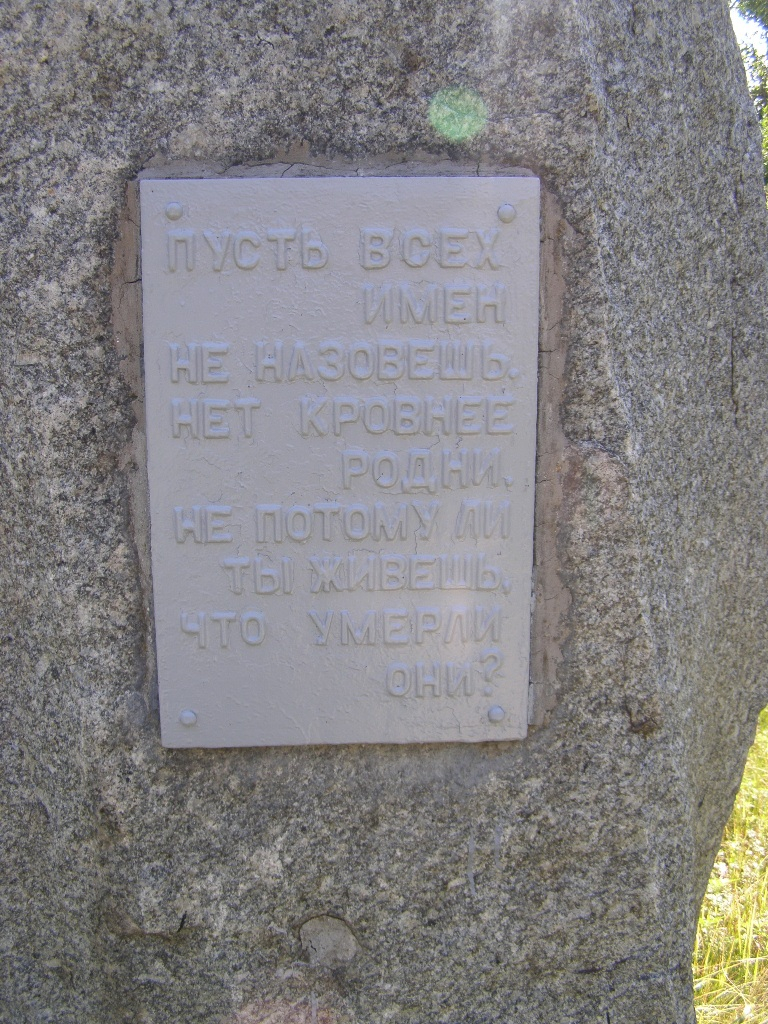 ПУСТЬ ВСЕХ
ИМЕН
НЕ НАЗОВЕШЬ.
НЕТ КРОВНЕЕ
РОДНИ.
НЕ ПОТОМУ ЛИ
ТЫ ЖИВЕШЬ,
ЧТО УМЕРЛИ
ОНИ?